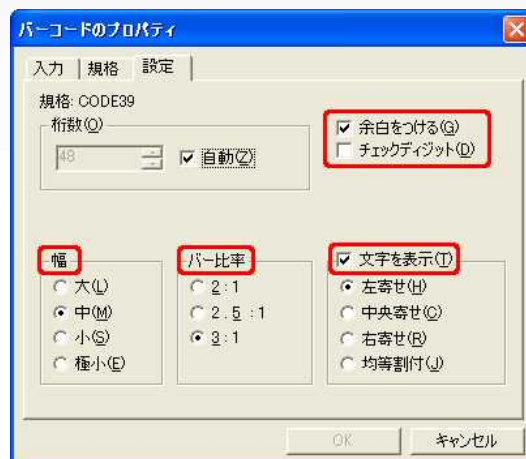 バーコードのプロパティ
入力 規格 設定
規格: CODE39
桁数(O)
48
自動(Z)
余白をつける(G)
チェックディジット(D)
幅
大(L)
中(M)
小(S)
極小(E)
バー比率
2:1
2.5:1
3:1
文字を表示(T)
左寄せ(H)
中央寄せ(C)
右寄せ(R)
均等割付(J)
OK キャンセル